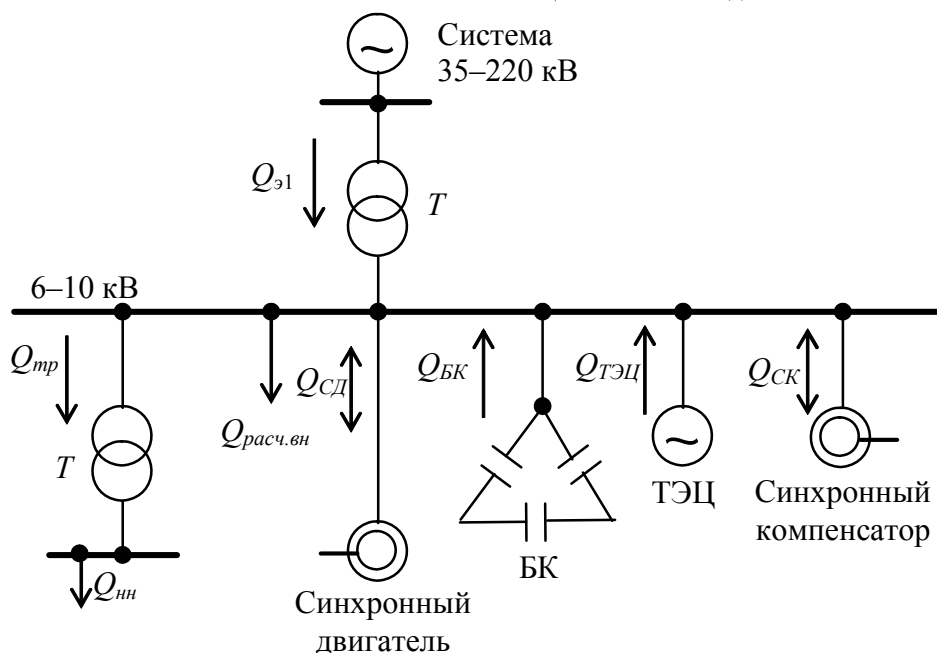 Система
35–220 кВ
Qэ1
T
6–10 кВ
Qтр
Qрасч.вн
QСД
QБК
QТЭЦ
QСК
T
Qнн
Синхронный
двигатель
БК
ТЭЦ
Синхронный
компенсатор